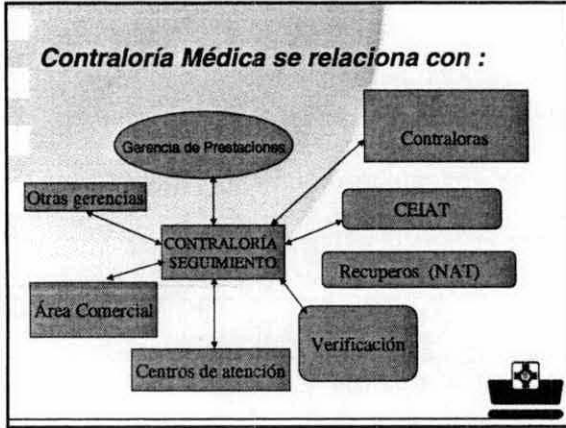 Contraloría Médica se relaciona con :
Gerencia de Prestaciones
Contraloras
Otras gerencias
CEIAT
CONTRALORÍA
SEGUIMIENTO
Recuperos (NAT)
Área Comercial
Verificación
Centros de atención